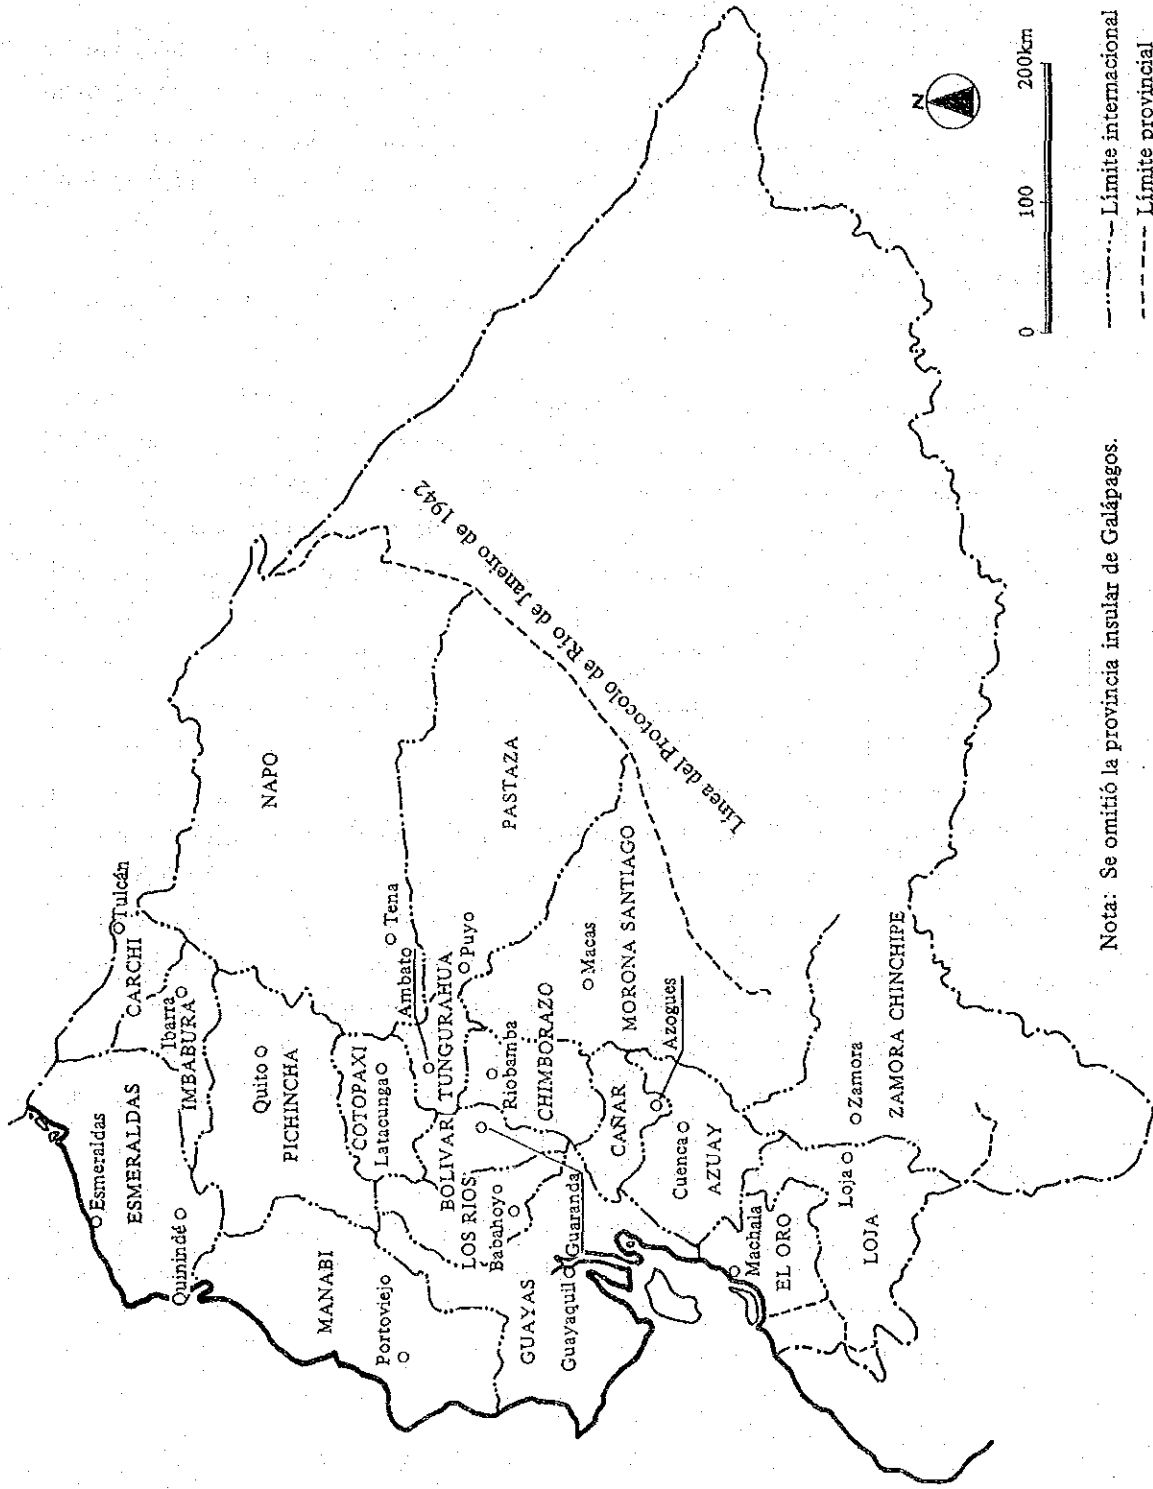 Esmeraldas
ESMERALDAS
Quinindé
CARCHI
Tulcán
Ibarra
IMBABURA
Quito
PICHINCHA
NAPO
MANABI
Portoviejo
COTOPAXI
Latacunga
Tena
Ambato
TUNGURAHUA
Puyo
PASTAZA
BOLIVAR
LOS RIOS
Babahoyo
Riobamba
CHIMBORAZO
GUAYAS
Guayaquil
Guaranda
Macas
MORONA SANTIAGO
CAÑAR
Azogues
Cuenca
AZUAY
Machala
EL ORO
Loja
LOJA
Zamora
ZAMORA CHINCHIPE
Línea del Protocolo de Río de Janeiro de 1942
N
0 100 200km
Límite internacional
Límite provincial
Nota: Se omitió la provincia insular de Galápagos.